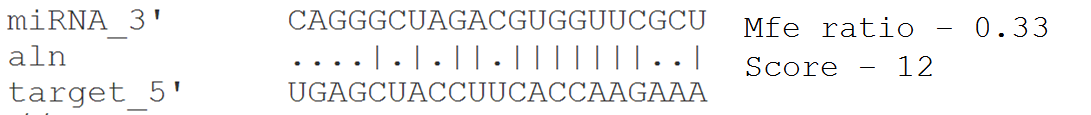 miRNA_3' CAGGGCUAGACGUGGUUCGCU
aln ....|.|.||.|||||||..|
target_5' UGAGCUACCUUCACCAAGAAA
Mfe ratio – 0.33
Score – 12